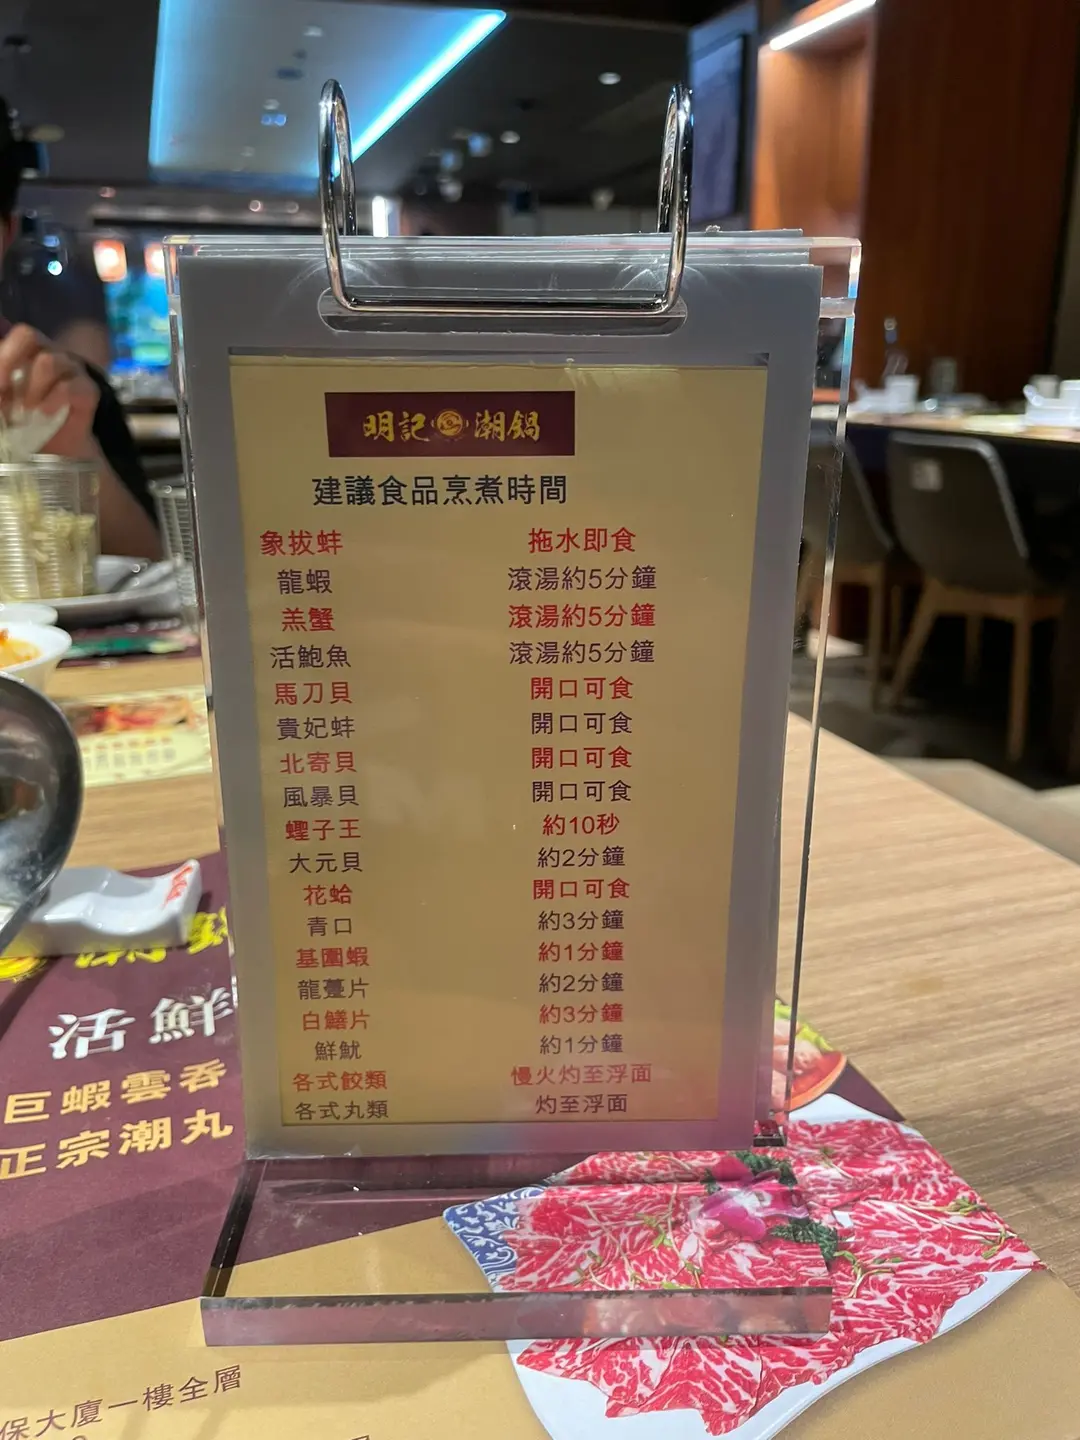 明記潮鍋
建議食品烹煮時間
象拔蚌 拖水即食
龍蝦 滾湯約5分鐘
羔蟹 滾湯約5分鐘
活鮑魚 滾湯約5分鐘
馬刀貝 開口可食
貴妃蚌 開口可食
北寄貝 開口可食
風暴貝 開口可食
蟶子王 約10秒
大元貝 約2分鐘
花蛤 開口可食
青口 約3分鐘
基圍蝦 約1分鐘
龍躉片 約2分鐘
白鱔片 約3分鐘
鮮魷 約1分鐘
各式餃類 慢火灼至浮面
各式丸類 灼至浮面
活鮮
巨蝦雲吞
正宗潮丸
保大廈一樓全層